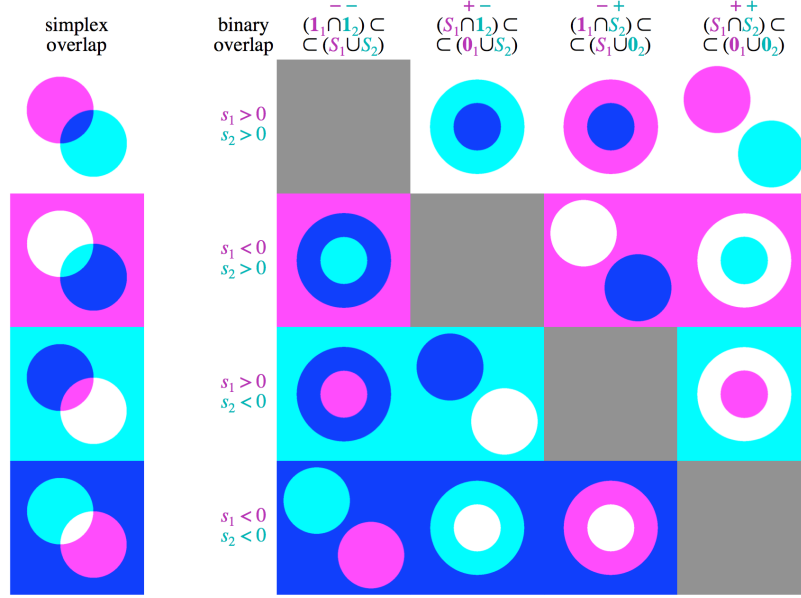 − − + − − + + +
simplex binary (𝟏₁∩𝟏₂) ⊂ (S₁∩𝟏₂) ⊂ (𝟏₁∩S₂) ⊂ (S₁∩S₂) ⊂
overlap overlap ⊂ (S₁∪S₂) ⊂ (𝟎₁∪S₂) ⊂ (S₁∪𝟎₂) ⊂ (𝟎₁∪𝟎₂)
s₁ > 0
s₂ > 0
s₁ < 0
s₂ > 0
s₁ > 0
s₂ < 0
s₁ < 0
s₂ < 0